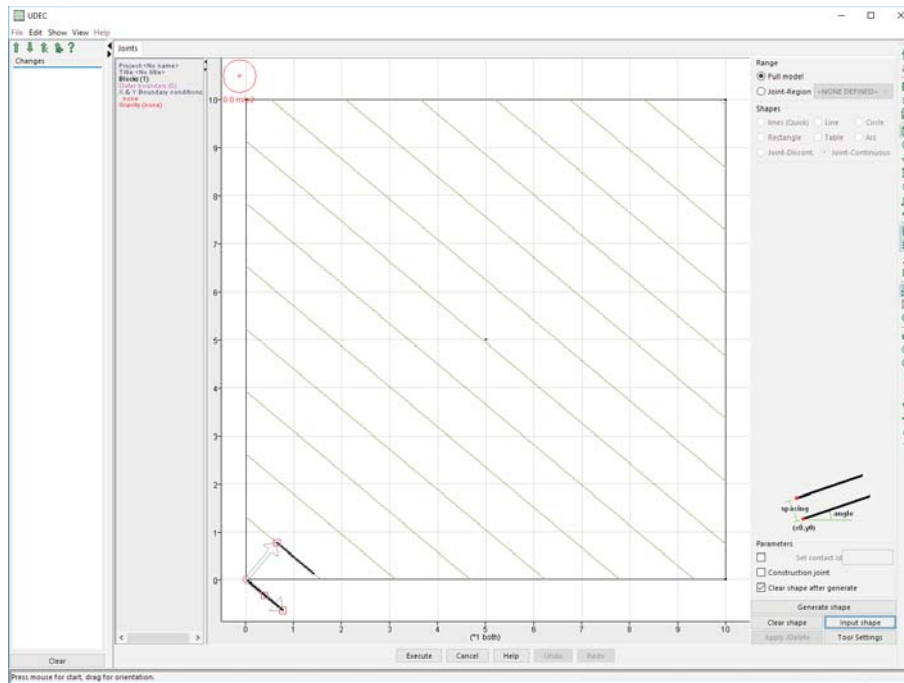 UDEC
File Edit Show View Help
Changes
Joints
Project:<No name>
Title:<No title>
Blocks (1)
Outer boundary (0)
X & Y Boundary conditions
none
Gravity (none)
10
9
8
7
6
5
4
3
2
1
0
0 1 2 3 4 5 6 7 8 9 10
(*1 both)
Range
Full model
Joint-Region <NONE DEFINED>
Shapes
lines (Quick) Line Circle
Rectangle Table Arc
Joint-Discont. Joint-Continuous
spacing
angle
(x0,y0)
Parameters
Set contact id
Construction joint
Clear shape after generate
Generate shape
Clear shape Input shape
Apply JDelete Tool Settings
Clear
Execute Cancel Help Undo Redo
Press mouse for start, drag for orientation.